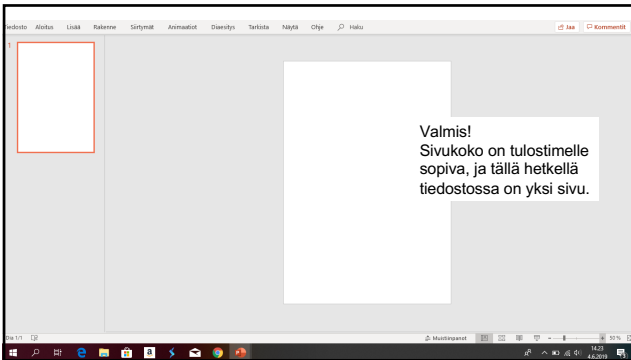 Tiedosto Aloitus Lisää Rakenne Siirtymät Animaatiot Diaesitys Tarkista Näytä Ohje Haku Jaa Kommentit
1
Valmis!
Sivukoko on tulostimelle
sopiva, ja tällä hetkellä
tiedostossa on yksi sivu.
Dia 1/1 Muistiinpanot 50 %
14.23
4.6.2019